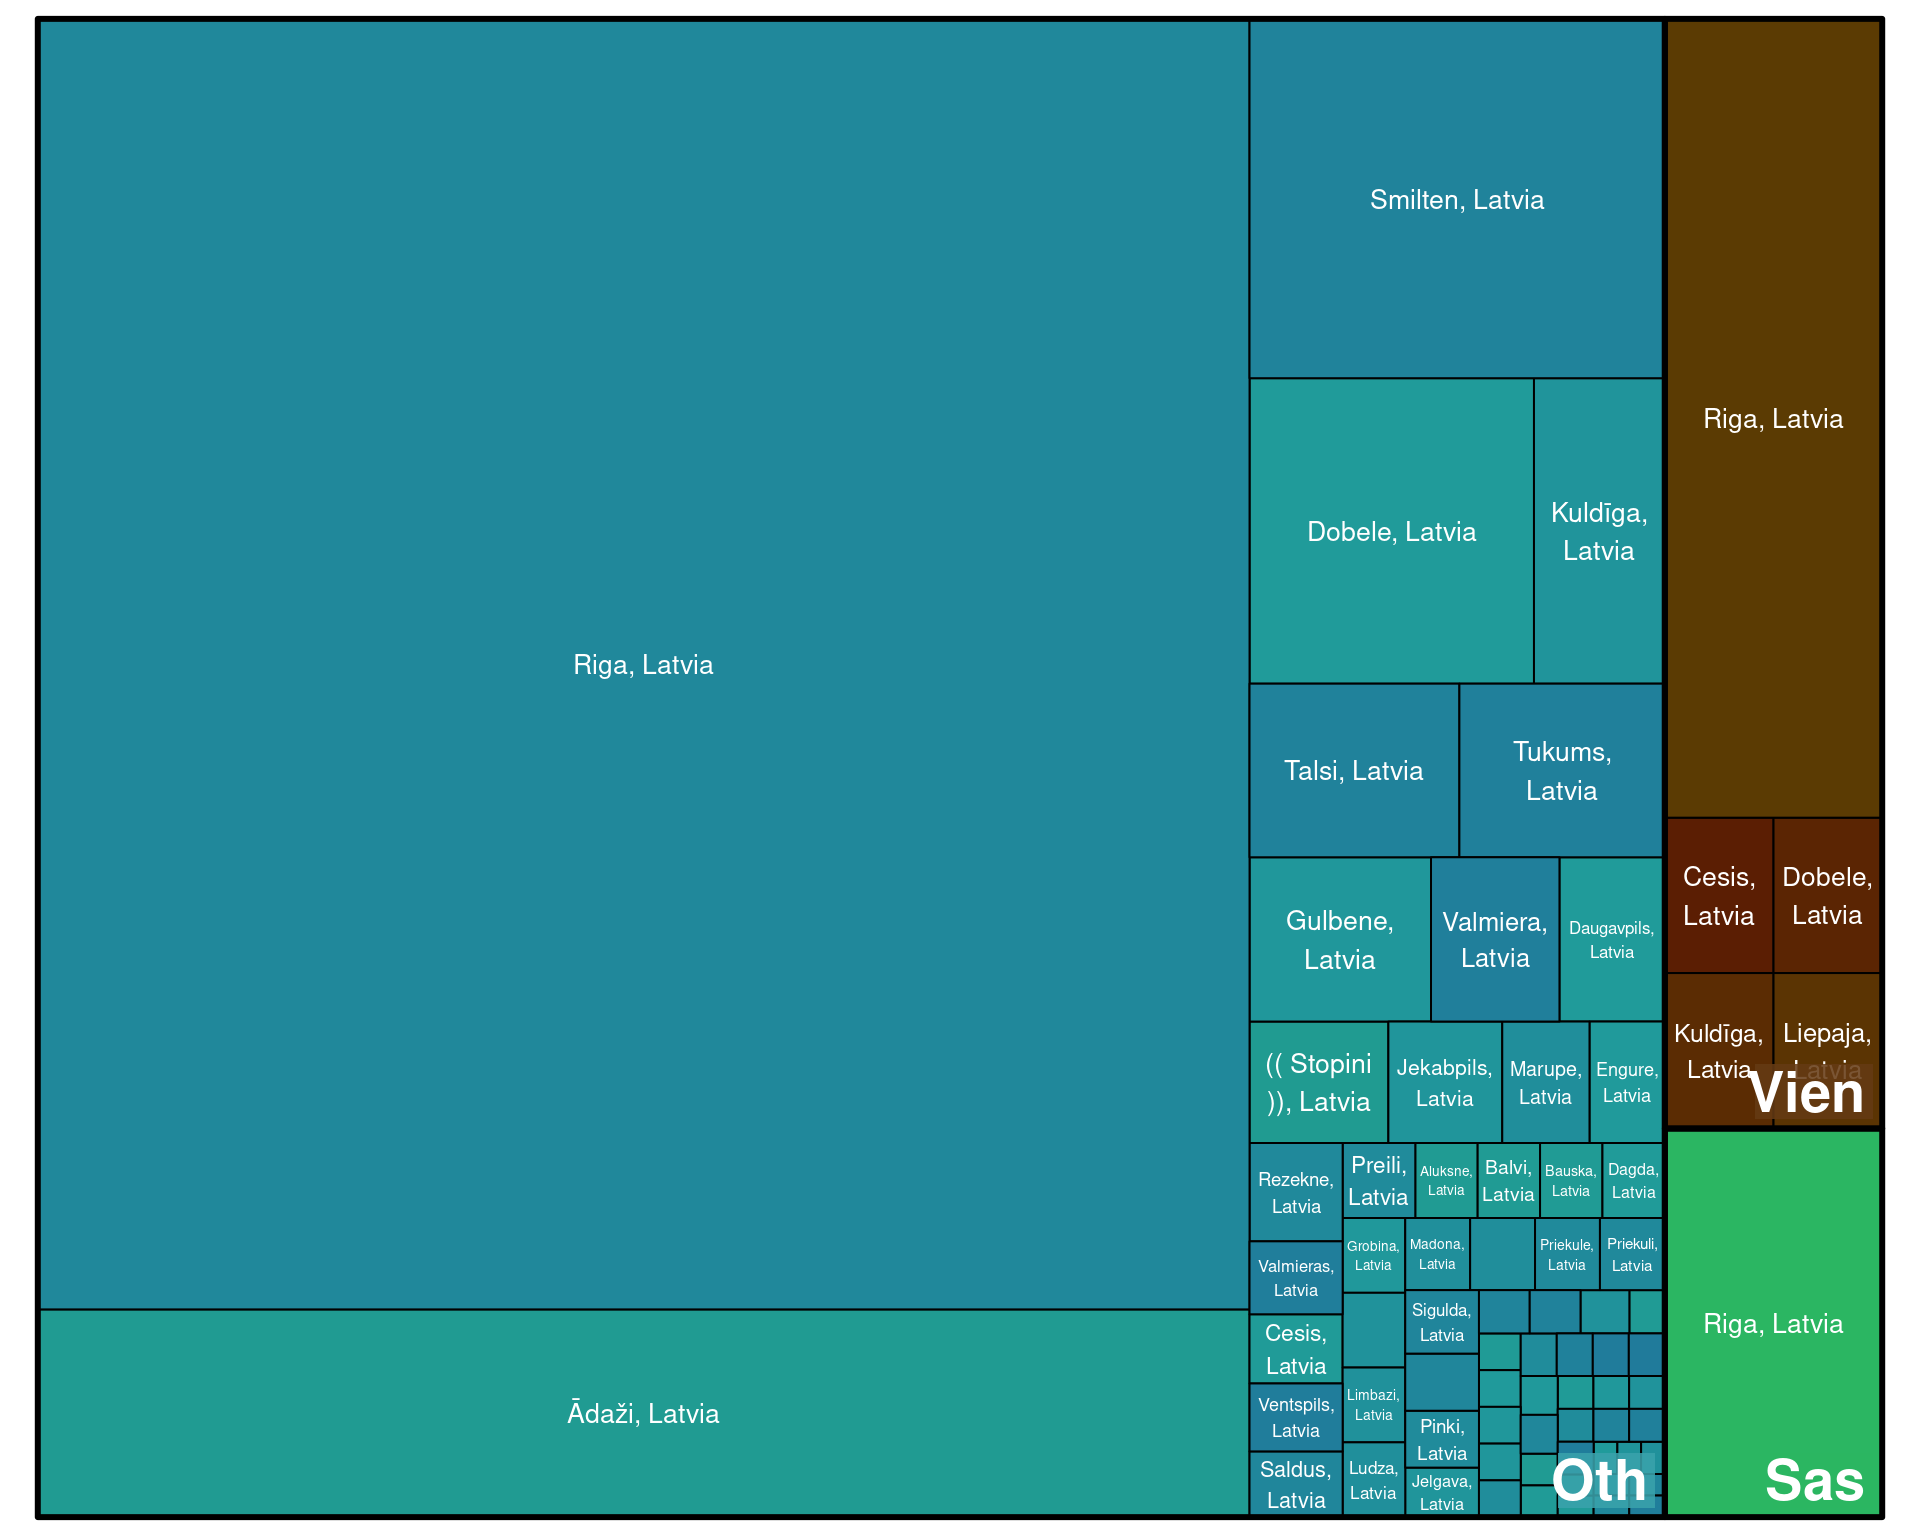 Riga, Latvia
Ādaži, Latvia
Smilten, Latvia
Dobele, Latvia
Kuldīga,
Latvia
Talsi, Latvia
Tukums,
Latvia
Gulbene,
Latvia
Valmiera,
Latvia
Daugavpils,
Latvia
(( Stopini
)), Latvia
Jekabpils,
Latvia
Marupe,
Latvia
Engure,
Latvia
Rezekne,
Latvia
Valmieras,
Latvia
Cesis,
Latvia
Ventspils,
Latvia
Saldus,
Latvia
Preili,
Latvia
Aluksne,
Latvia
Balvi,
Latvia
Bauska,
Latvia
Dagda,
Latvia
Grobina,
Latvia
Madona,
Latvia
Priekule,
Latvia
Priekuli,
Latvia
Limbazi,
Latvia
Ludza,
Latvia
Sigulda,
Latvia
Pinki,
Latvia
Jelgava,
Latvia
Oth
Riga, Latvia
Cesis,
Latvia
Dobele,
Latvia
Kuldīga,
Latvia
Liepaja,
Latvia
Vien
Riga, Latvia
Sas